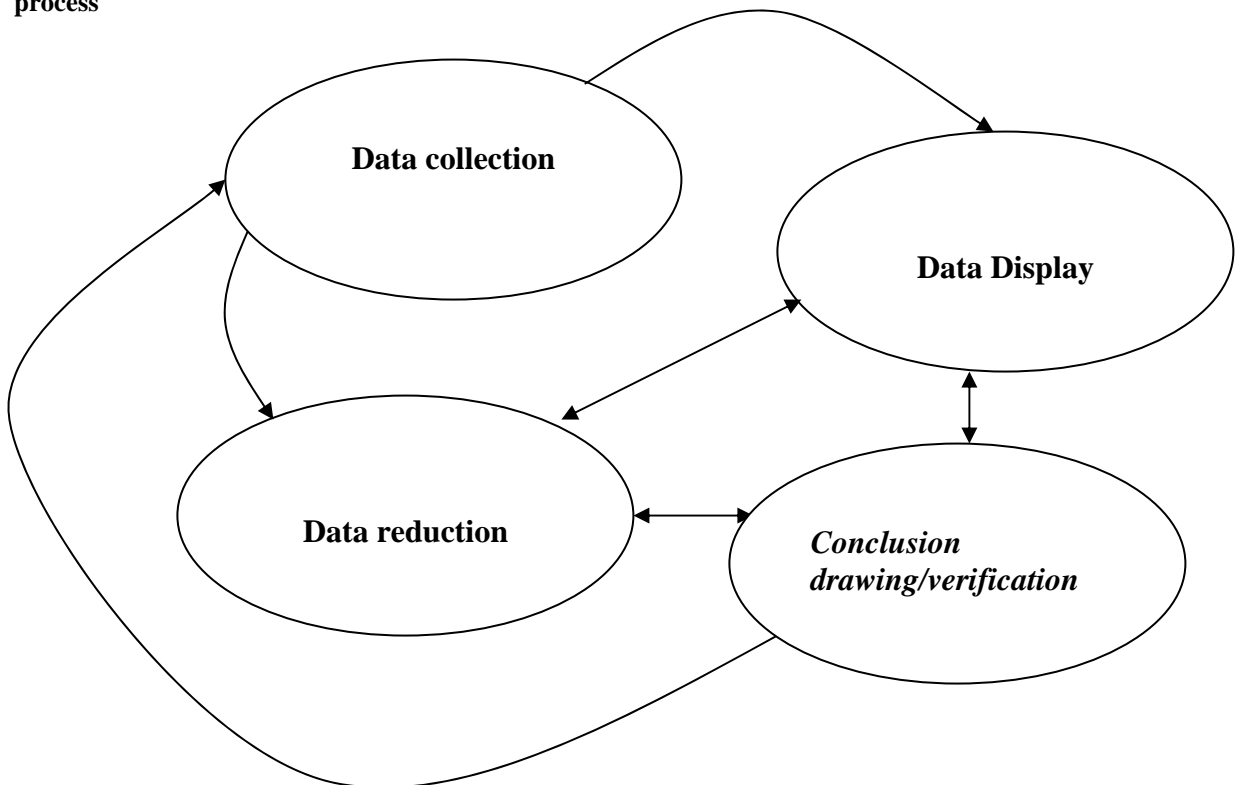 process
Data collection
Data Display
Data reduction
Conclusion
drawing/verification